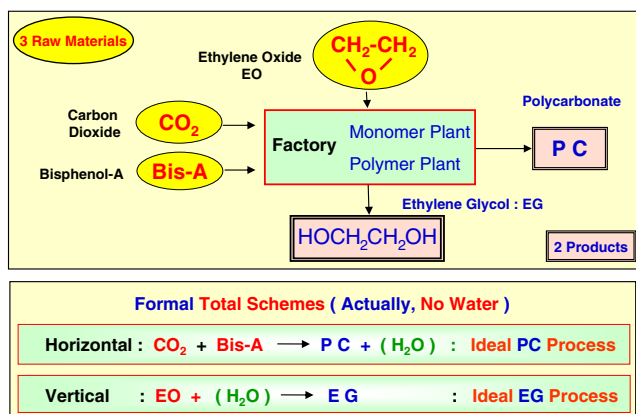 3 Raw Materials
Ethylene Oxide
EO
CH₂-CH₂
O
Carbon
Dioxide
CO₂
Bisphenol-A
Bis-A
Factory
Monomer Plant
Polymer Plant
Polycarbonate
P C
Ethylene Glycol : EG
HOCH₂CH₂OH
2 Products
Formal Total Schemes ( Actually, No Water )
Horizontal : CO₂ + Bis-A → P C + ( H₂O ) : Ideal PC Process
Vertical : EO + ( H₂O ) → E G : Ideal EG Process